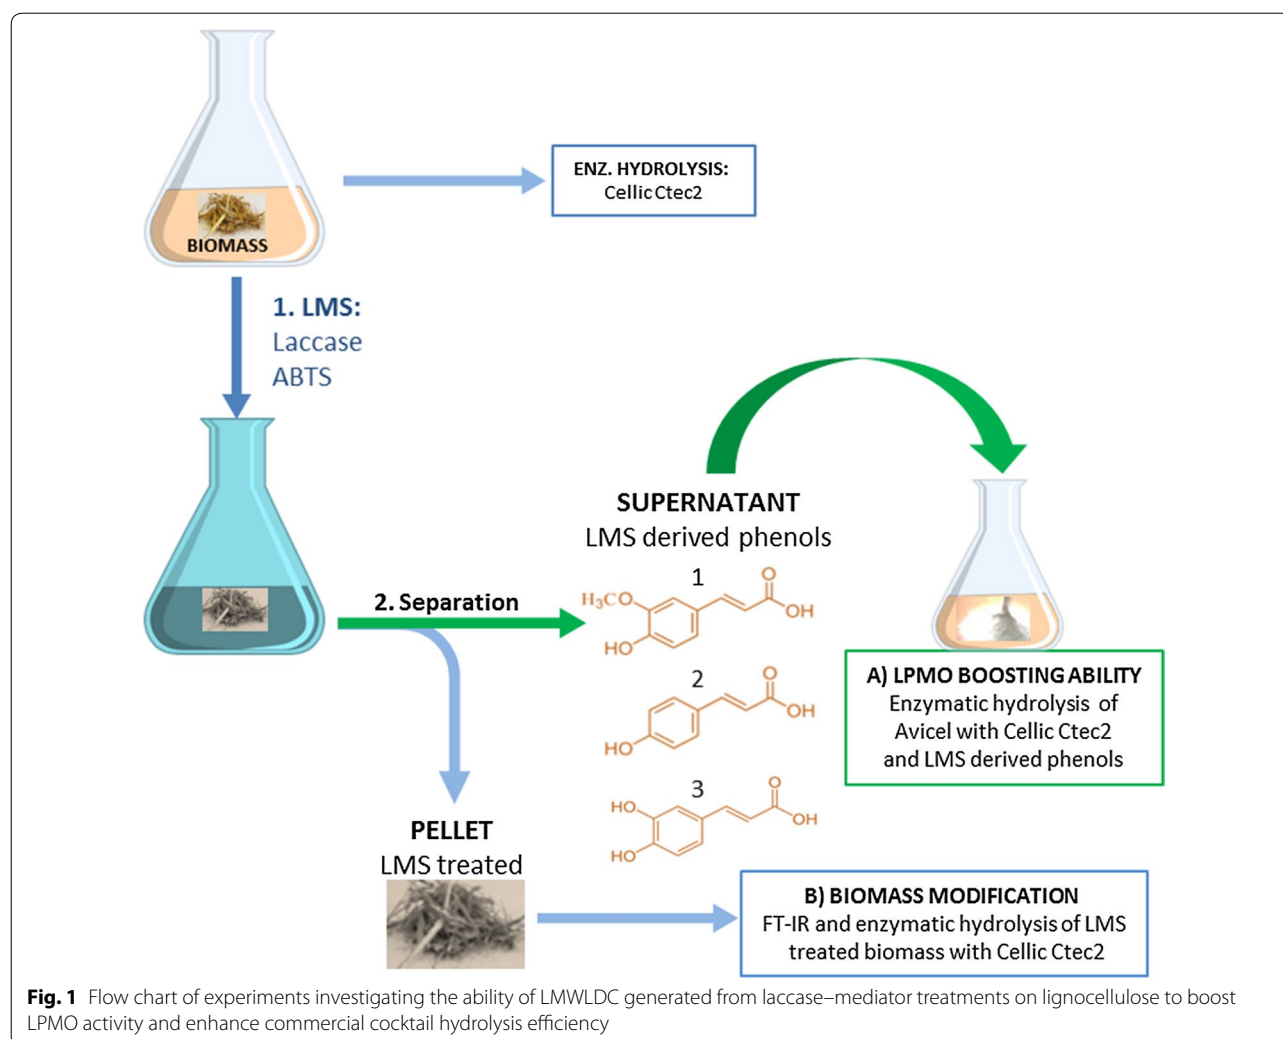 ENZ. HYDROLYSIS:
Cellic Ctec2
BIOMASS
1. LMS:
Laccase
ABTS
SUPERNATANT
LMS derived phenols
2. Separation
1
H₃C
O
O
OH
HO
2
O
OH
HO
3
O
HO
OH
HO
A) LPMO BOOSTING ABILITY
Enzymatic hydrolysis of
Avicel with Cellic Ctec2
and LMS derived phenols
PELLET
LMS treated
B) BIOMASS MODIFICATION
FT-IR and enzymatic hydrolysis of LMS
treated biomass with Cellic Ctec2
Fig. 1 Flow chart of experiments investigating the ability of LMWLDC generated from laccase–mediator treatments on lignocellulose to boost
LPMO activity and enhance commercial cocktail hydrolysis efficiency